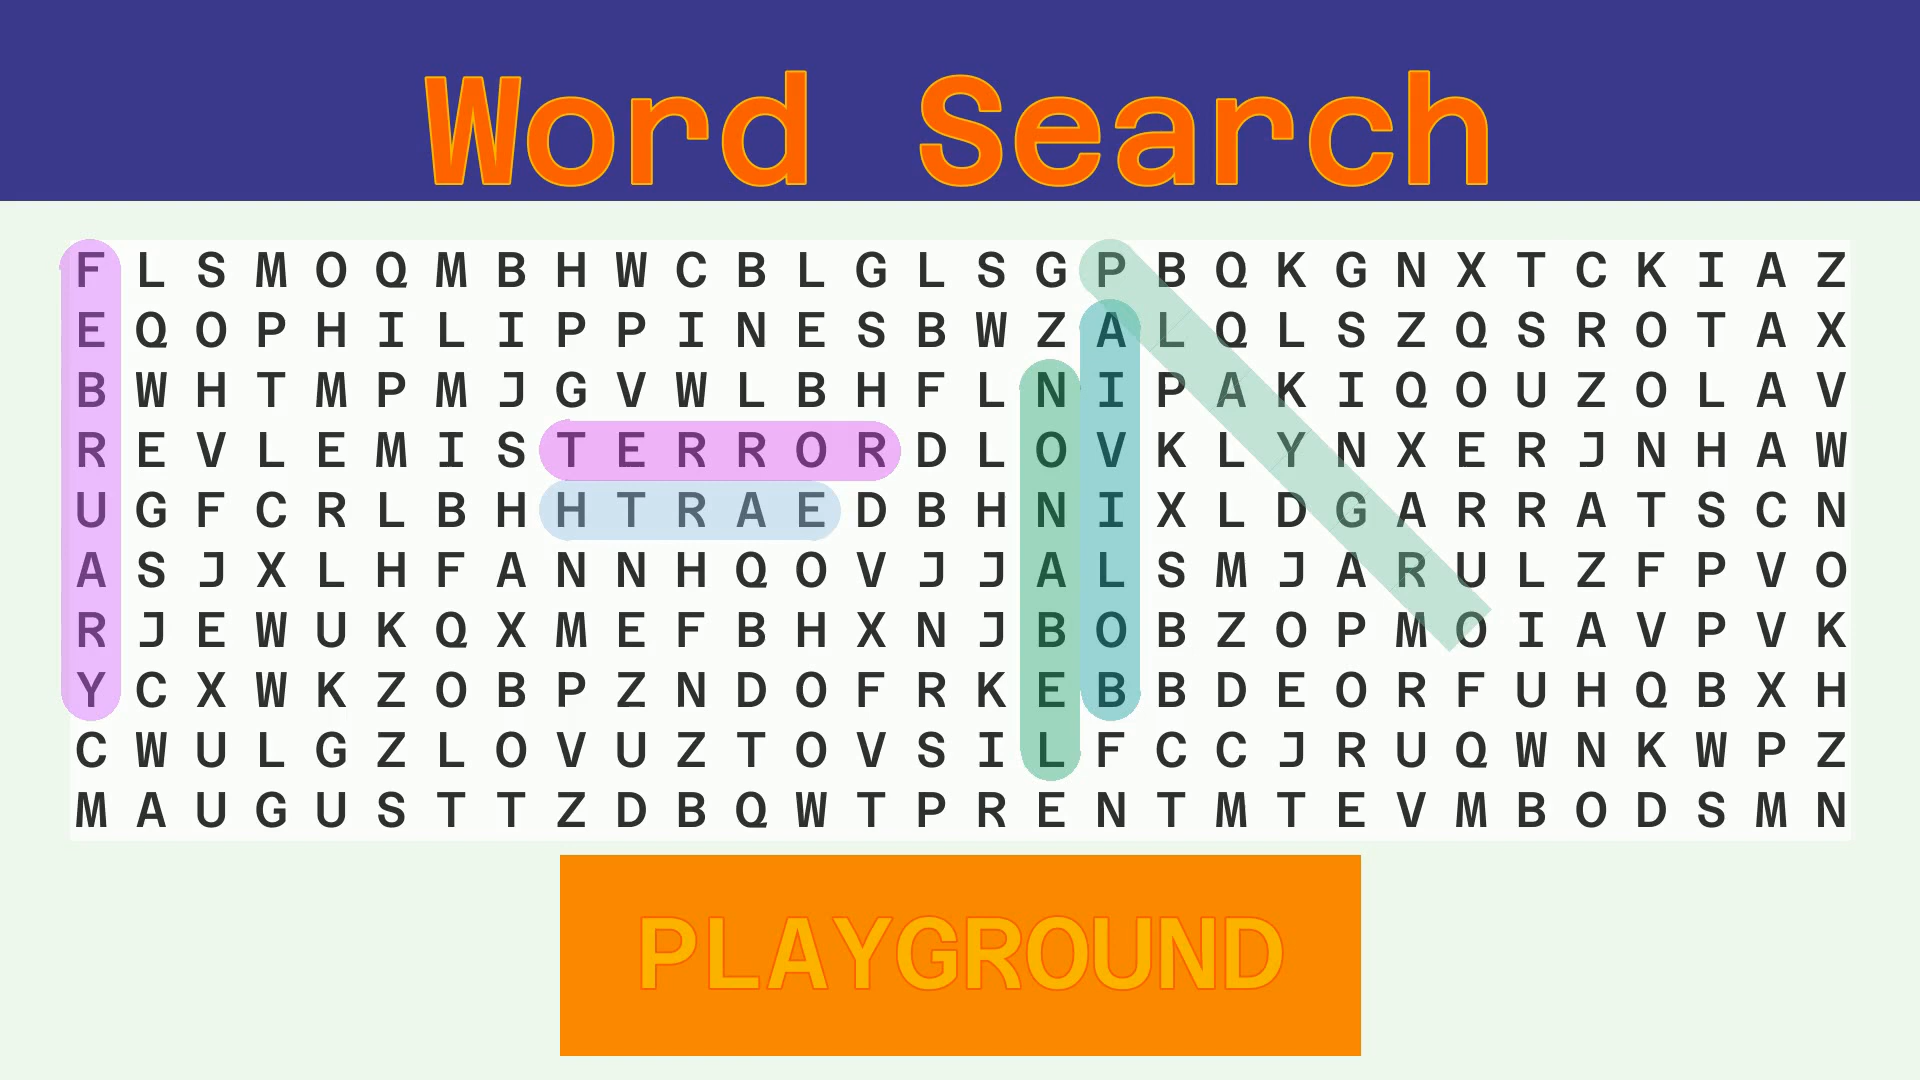 Word Search
F L S M O Q M B H W C B L G L S G P B Q K G N X T C K I A Z
E Q O P H I L I P P I N E S B W Z A L Q L S Z Q S R O T A X
B W H T M P M J G V W L B H F L N I P A K I Q O U Z O L A V
R E V L E M I S T E R R O R D L O V K L Y N X E R J N H A W
U G F C R L B H H T R A E D B H N I X L D G A R R A T S C N
A S J X L H F A N N H Q O V J J A L S M J A R U L Z F P V O
R J E W U K Q X M E F B H X N J B O B Z O P M O I A V P V K
Y C X W K Z O B P Z N D O F R K E B B D E O R F U H Q B X H
C W U L G Z L O V U Z T O V S I L F C C J R U Q W N K W P Z
M A U G U S T T Z D B Q W T P R E N T M T E V M B O D S M N
PLAYGROUND